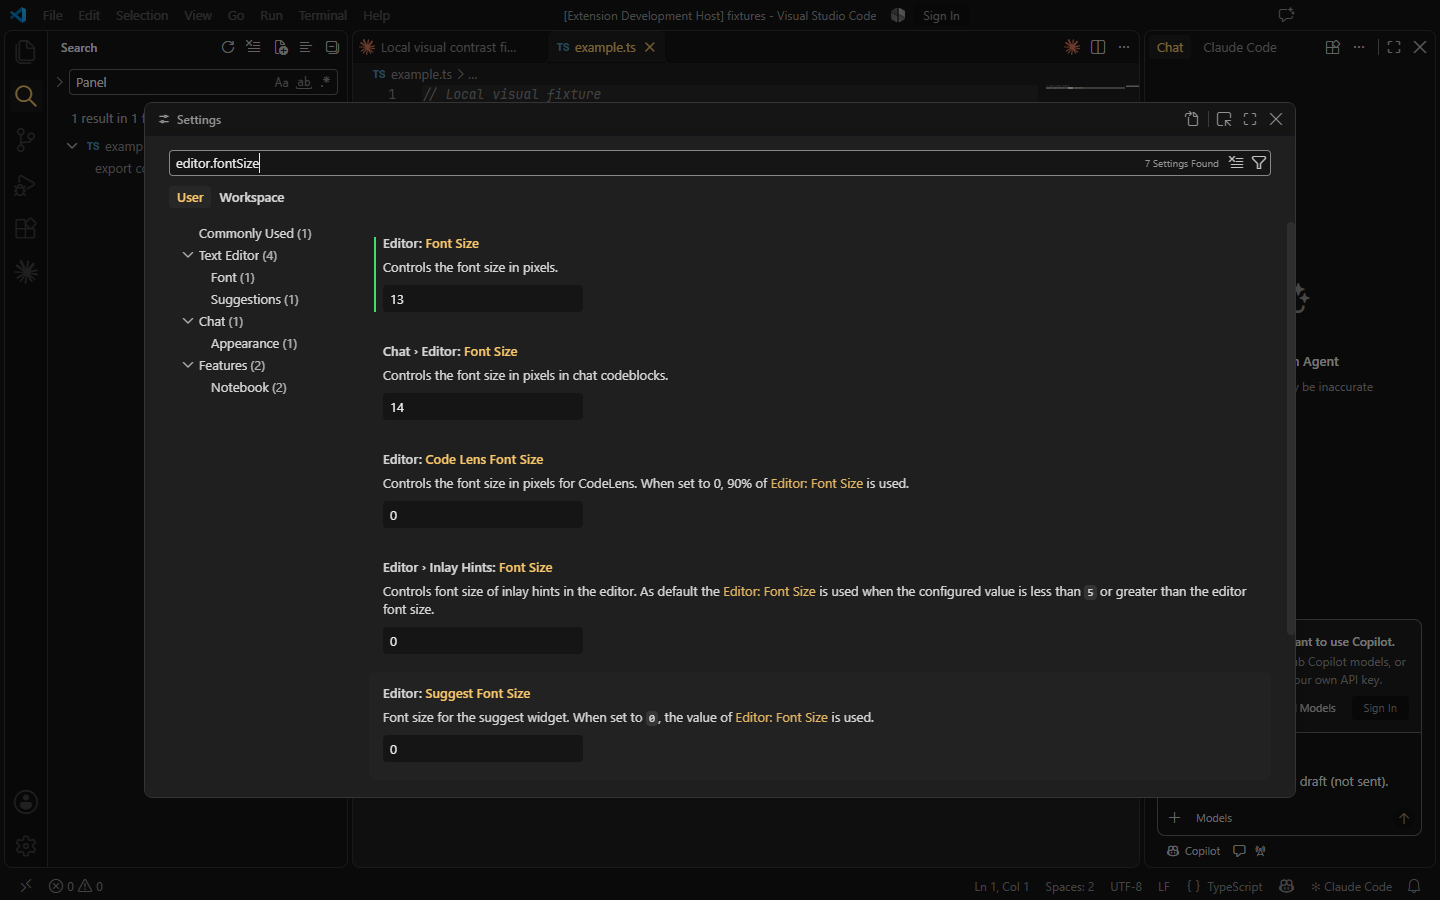 File Edit Selection View Go Run Terminal Help
[Extension Development Host] fixtures - Visual Studio Code
Sign In
Search
Panel
Aa ab .*
1 result in 1 f
TS examp
export co
Local visual contrast fi...
TS example.ts
TS example.ts > ...
1 // Local visual fixture
Chat Claude Code
Settings
editor.fontSize
7 Settings Found
User Workspace
Commonly Used (1)
Text Editor (4)
Font (1)
Suggestions (1)
Chat (1)
Appearance (1)
Features (2)
Notebook (2)
Editor: Font Size
Controls the font size in pixels.
13
Chat › Editor: Font Size
Controls the font size in pixels in chat codeblocks.
14
Editor: Code Lens Font Size
Controls the font size in pixels for CodeLens. When set to 0, 90% of Editor: Font Size is used.
0
Editor › Inlay Hints: Font Size
Controls font size of inlay hints in the editor. As default the Editor: Font Size is used when the configured value is less than 5 or greater than the editor
font size.
0
Editor: Suggest Font Size
Font size for the suggest widget. When set to 0, the value of Editor: Font Size is used.
0
Agent
be inaccurate
ant to use Copilot.
Copilot models, or
our own API key.
Models
Sign In
draft (not sent).
Models
Copilot
0 0
Ln 1, Col 1 Spaces: 2 UTF-8 LF { } TypeScript Claude Code